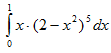 ∫₀¹ x·(2−x²)⁵ dx